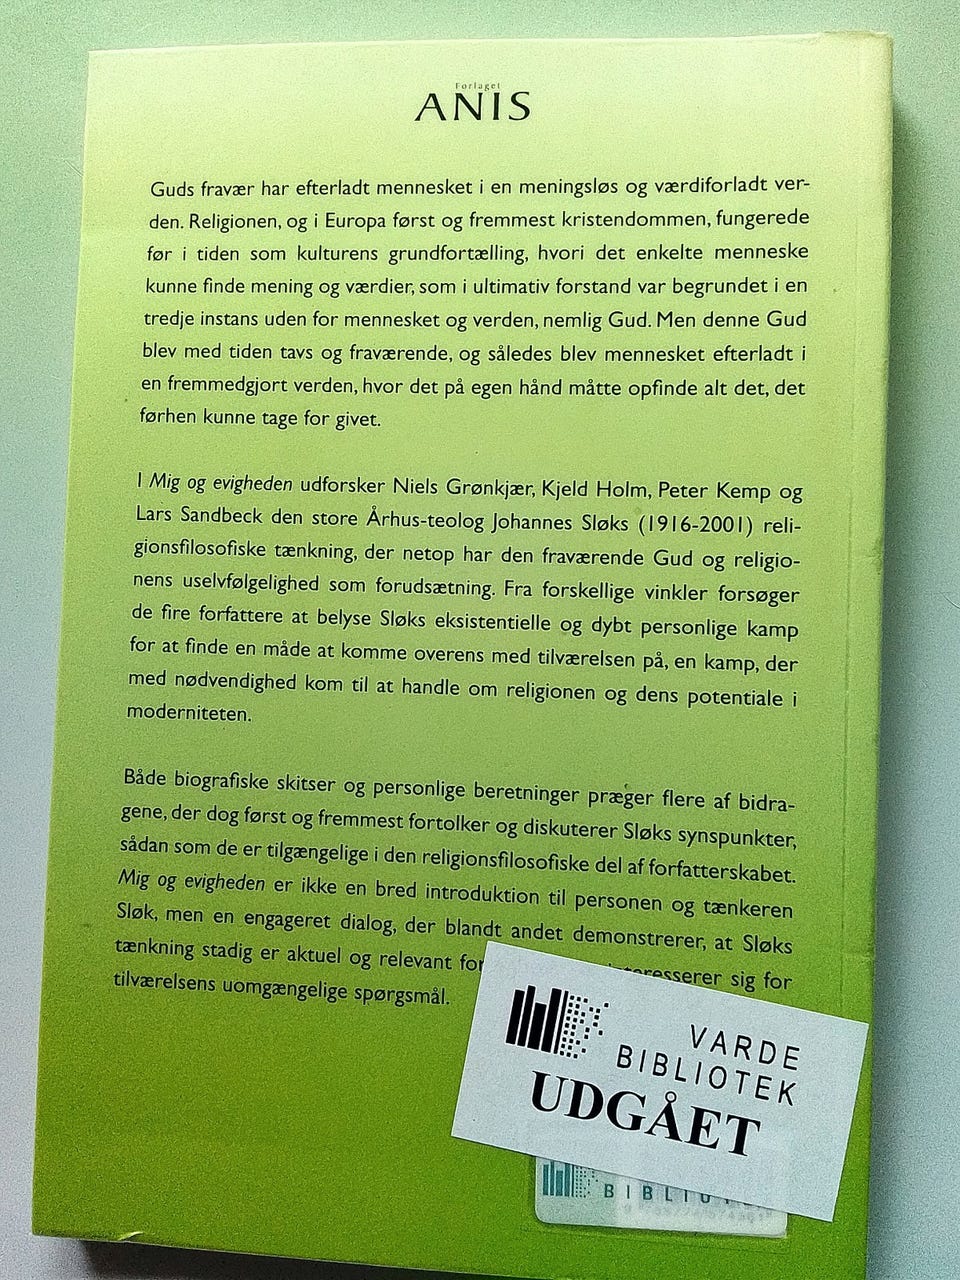 Forlaget
ANIS
Guds fravær har efterladt mennesket i en meningsløs og værdiforladt ver-
den. Religionen, og i Europa først og fremmest kristendommen, fungerede
før i tiden som kulturens grundfortælling, hvori det enkelte menneske
kunne finde mening og værdier, som i ultimativ forstand var begrundet i en
tredje instans uden for mennesket og verden, nemlig Gud. Men denne Gud
blev med tiden tavs og fraværende, og således blev mennesket efterladt i
en fremmedgjort verden, hvor det på egen hånd måtte opfinde alt det, det
førhen kunne tage for givet.
I Mig og evigheden udforsker Niels Grønkjær, Kjeld Holm, Peter Kemp og
Lars Sandbeck den store Århus-teolog Johannes Sløks (1916-2001) reli-
gionsfilosofiske tænkning, der netop har den fraværende Gud og religio-
nens uselvfølgelighed som forudsætning. Fra forskellige vinkler forsøger
de fire forfattere at belyse Sløks eksistentielle og dybt personlige kamp
for at finde en måde at komme overens med tilværelsen på, en kamp, der
med nødvendighed kom til at handle om religionen og dens potentiale i
moderniteten.
Både biografiske skitser og personlige beretninger præger flere af bidra-
gene, der dog først og fremmest fortolker og diskuterer Sløks synspunkter,
sådan som de er tilgængelige i den religionsfilosofiske del af forfatterskabet.
Mig og evigheden er ikke en bred introduktion til personen og tænkeren
Sløk, men en engageret dialog, der blandt andet demonstrerer, at Sløks
tænkning stadig er aktuel og relevant for interesserer sig for
tilværelsens uomgængelige spørgsmål.
VARDE
BIBLIOTEK
UDGÅET